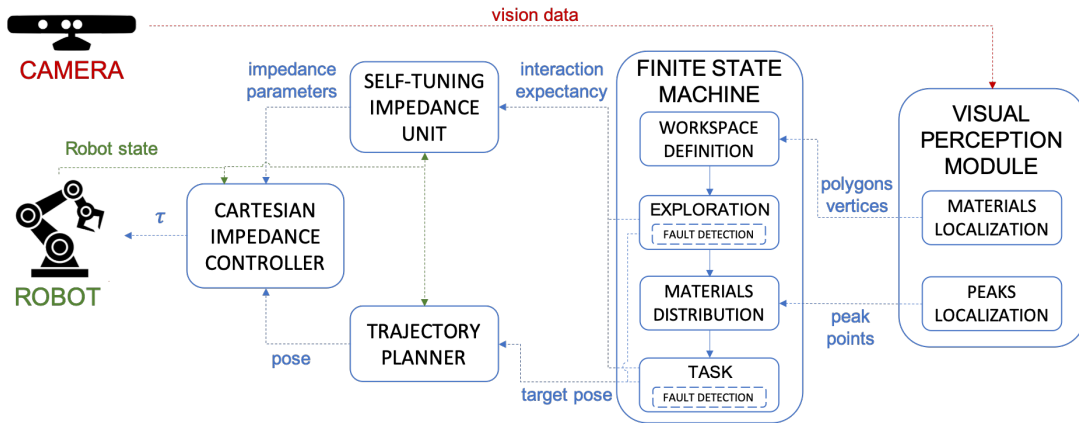 vision data
CAMERA
impedance
parameters
SELF-TUNING
IMPEDANCE
UNIT
interaction
expectancy
FINITE STATE
MACHINE
WORKSPACE
DEFINITION
VISUAL
PERCEPTION
MODULE
Robot state
polygons
vertices
MATERIALS
LOCALIZATION
EXPLORATION
FAULT DETECTION
τ
CARTESIAN
IMPEDANCE
CONTROLLER
ROBOT
MATERIALS
DISTRIBUTION
PEAKS
LOCALIZATION
peak
points
TRAJECTORY
PLANNER
pose
target pose
TASK
FAULT DETECTION